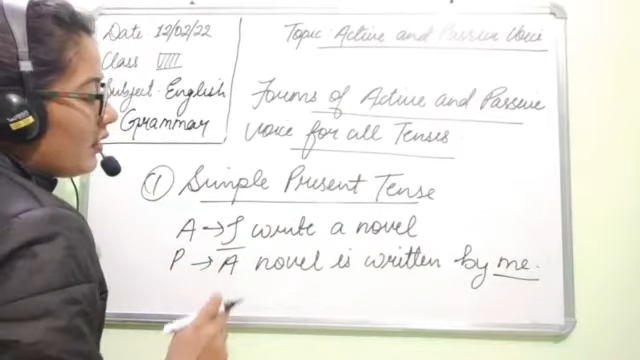 Date: 12/02/22
Class VIII
Subject: English
Grammar
Topic: Active and Passive Voice
Forms of Active and Passive
voice for all Tenses
① Simple Present Tense
A → I write a novel
P → A novel is written by me.